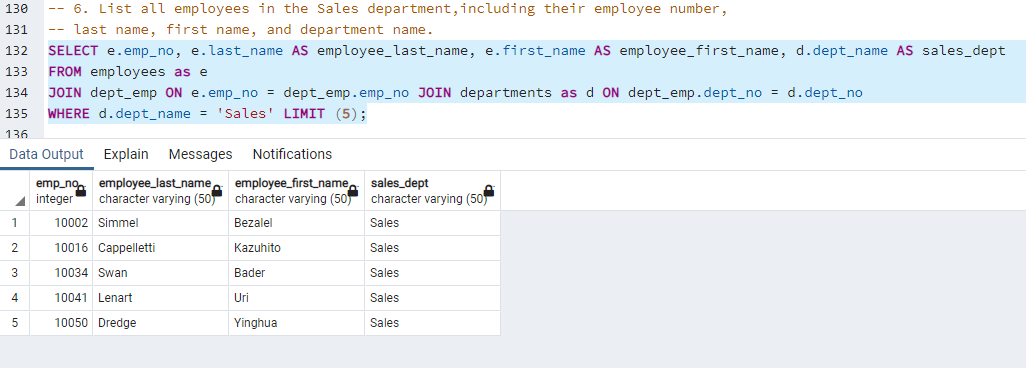 130 -- 6. List all employees in the Sales department,including their employee number,
131 -- last name, first name, and department name.
132 SELECT e.emp_no, e.last_name AS employee_last_name, e.first_name AS employee_first_name, d.dept_name AS sales_dept
133 FROM employees as e
134 JOIN dept_emp ON e.emp_no = dept_emp.emp_no JOIN departments as d ON dept_emp.dept_no = d.dept_no
135 WHERE d.dept_name = 'Sales' LIMIT (5);
136
Data Output Explain Messages Notifications
emp_no employee_last_name employee_first_name sales_dept
integer character varying (50) character varying (50) character varying (50)
1 10002 Simmel Bezalel Sales
2 10016 Cappelletti Kazuhito Sales
3 10034 Swan Bader Sales
4 10041 Lenart Uri Sales
5 10050 Dredge Yinghua Sales